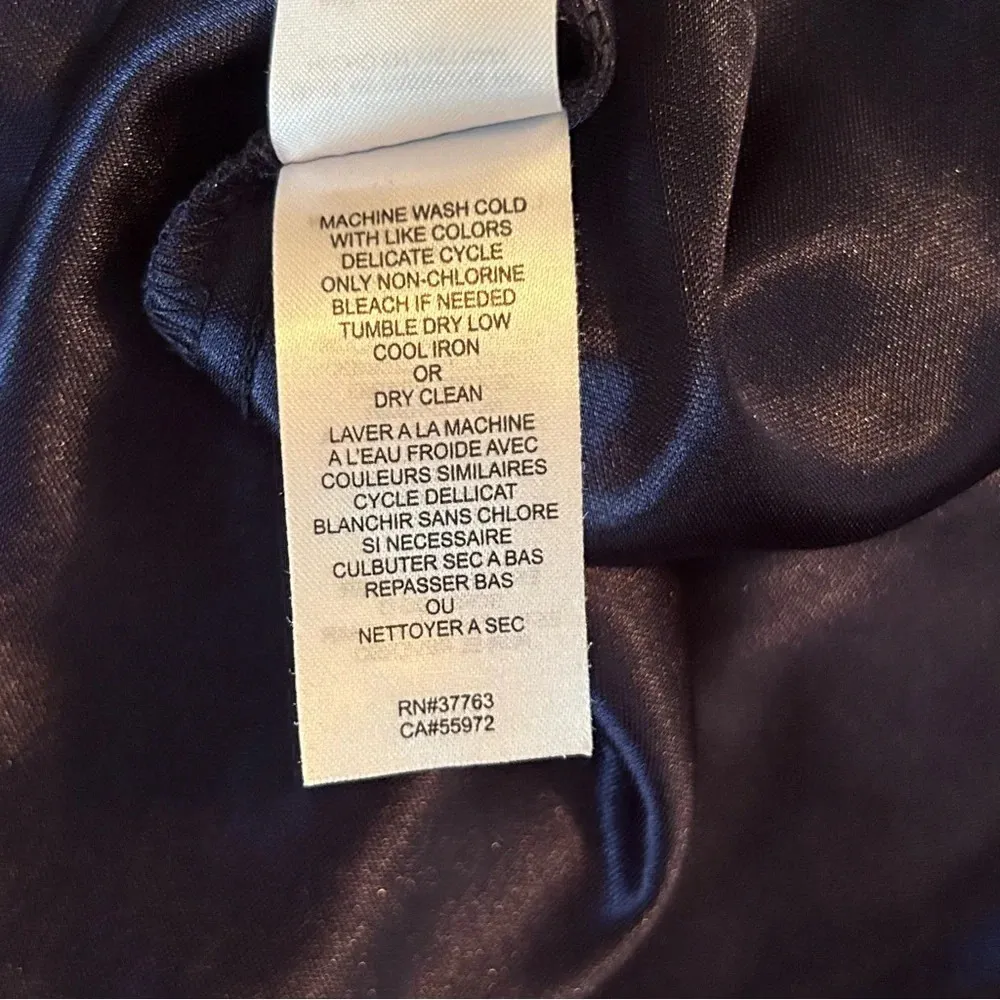 MACHINE WASH COLD
WITH LIKE COLORS
DELICATE CYCLE
ONLY NON-CHLORINE
BLEACH IF NEEDED
TUMBLE DRY LOW
COOL IRON
OR
DRY CLEAN
LAVER A LA MACHINE
A L'EAU FROIDE AVEC
COULEURS SIMILAIRES
CYCLE DELLICAT
BLANCHIR SANS CHLORE
SI NECESSAIRE
CULBUTER SEC A BAS
REPASSER BAS
OU
NETTOYER A SEC
RN#37763
CA#55972